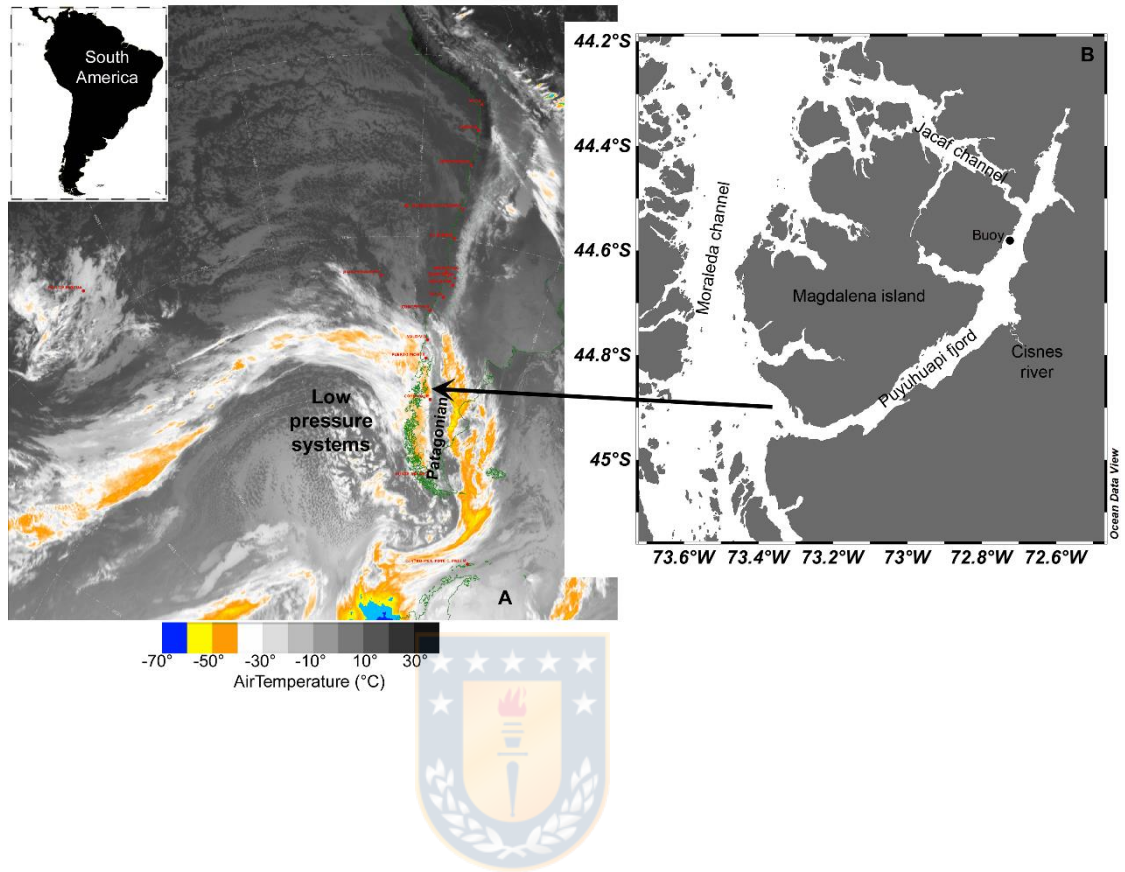 South
America
Low
pressure
systems
Patagonian
A
-70° -50° -30° -10° 10° 30°
AirTemperature (°C)
B
44.2°S
44.4°S
44.6°S
44.8°S
45°S
Jacaf channel
Moraleda channel
Buoy
Magdalena island
Puyuhuapi fjord
Cisnes
river
73.6°W 73.4°W 73.2°W 73°W 72.8°W 72.6°W
Ocean Data View